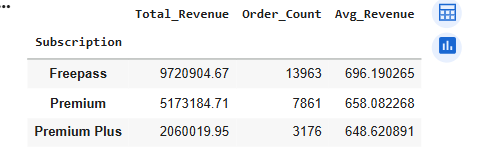 Total_Revenue Order_Count Avg_Revenue
Subscription
Freepass 9720904.67 13963 696.190265
Premium 5173184.71 7861 658.082268
Premium Plus 2060019.95 3176 648.620891